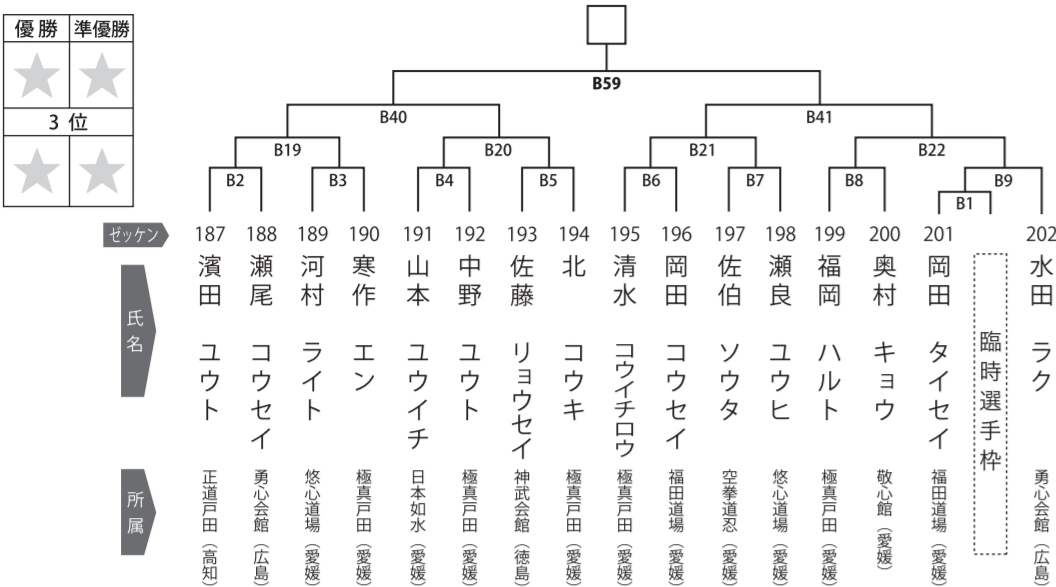 優勝 準優勝
3位
B59
B40 B41
B19 B20 B21 B22
B2 B3 B4 B5 B6 B7 B8 B9
B1
ゼッケン 187 188 189 190 191 192 193 194 195 196 197 198 199 200 201 202
氏名
濱田 ユウト
瀬尾 コウセイ
河村 ライト
寒作 エン
山本 ユウイチ
中野 ユウト
佐藤 リョウセイ
北 コウキ
清水 コウイチロウ
岡田 コウセイ
佐伯 ソウタ
瀬良 ユウヒ
福岡 ハルト
奥村 キョウ
岡田 タイセイ
臨時選手枠
水田 ラク
所属
正道戸田（高知）
勇心会館（広島）
悠心道場（愛媛）
極真戸田（愛媛）
日本如水（愛媛）
極真戸田（愛媛）
神武会館（徳島）
極真戸田（愛媛）
極真戸田（愛媛）
福田道場（愛媛）
空拳道忍（愛媛）
悠心道場（愛媛）
極真戸田（愛媛）
敬心館（愛媛）
福田道場（愛媛）
勇心会館（広島）